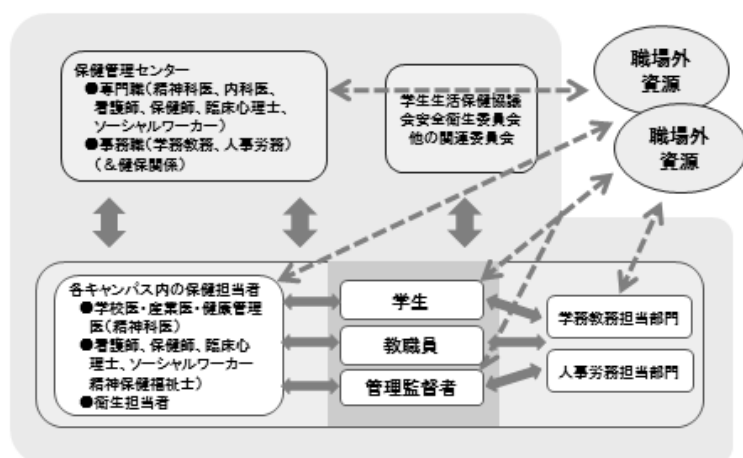 保健管理センター
●専門職(精神科医、内科医、
看護師、保健師、臨床心理士、
ソーシャルワーカー)
●事務職(学務教務、人事労務)
(&健保関係)
学生生活保健協議
会安全衛生委員会
他の関連委員会
職場外
資源
職場外
資源
各キャンパス内の保健担当者
●学校医・産業医・健康管理
医(精神科医)
●看護師、保健師、臨床心
理士、ソーシャルワーカー
精神保健福祉士)
●衛生担当者
学生
教職員
管理監督者
学務教務担当部門
人事労務担当部門